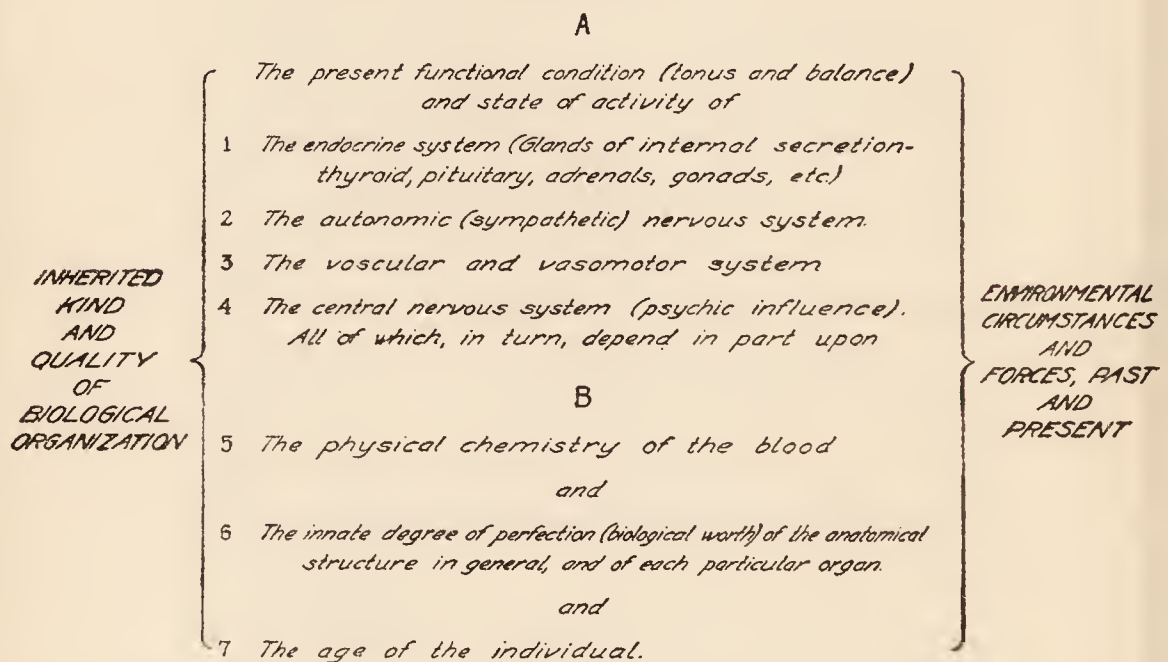 A
The present functional condition (tonus and balance)
and state of activity of
1 The endocrine system (Glands of internal secretion-
thyroid, pituitary, adrenals, gonads, etc)
2 The autonomic (sympathetic) nervous system.
3 The voscular and vasomotor system
4 The central nervous system (psychic influence).
All of which, in turn, depend in part upon
INHERITED
KIND
AND
QUALITY
OF
BIOLOGICAL
ORGANIZATION
ENVIRONMENTAL
CIRCUMSTANCES
AND
FORCES, PAST
AND
PRESENT
B
5 The physical chemistry of the blood
and
6 The innate degree of perfection (biological worth) of the anatomical
structure in general, and of each particular organ.
and
7 The age of the individual.